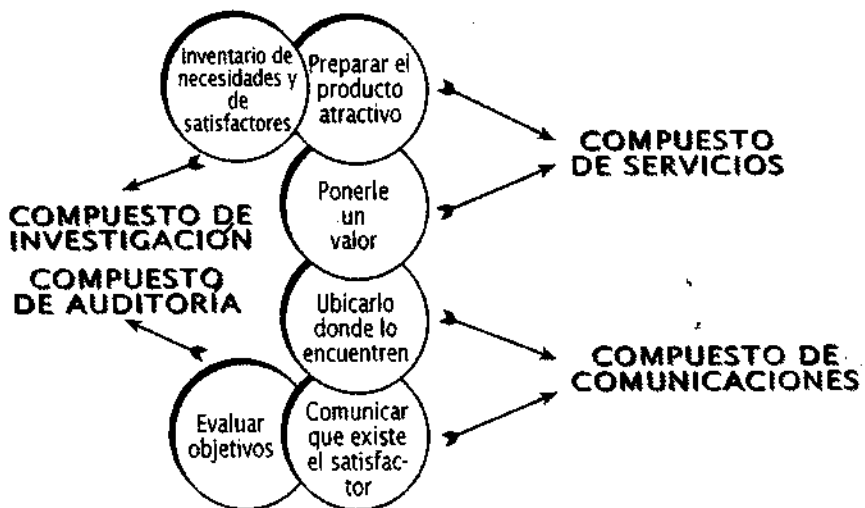 Inventario de
necesidades y
de
satisfactores
Preparar el
producto
atractivo
COMPUESTO
DE SERVICIOS
Ponerle
un
valor
COMPUESTO DE
INVESTIGACIÓN
COMPUESTO
DE AUDITORÍA
Ubicarlo
donde lo
encuentren
COMPUESTO DE
COMUNICACIONES
Evaluar
objetivos
Comunicar
que existe
el satisfac-
tor